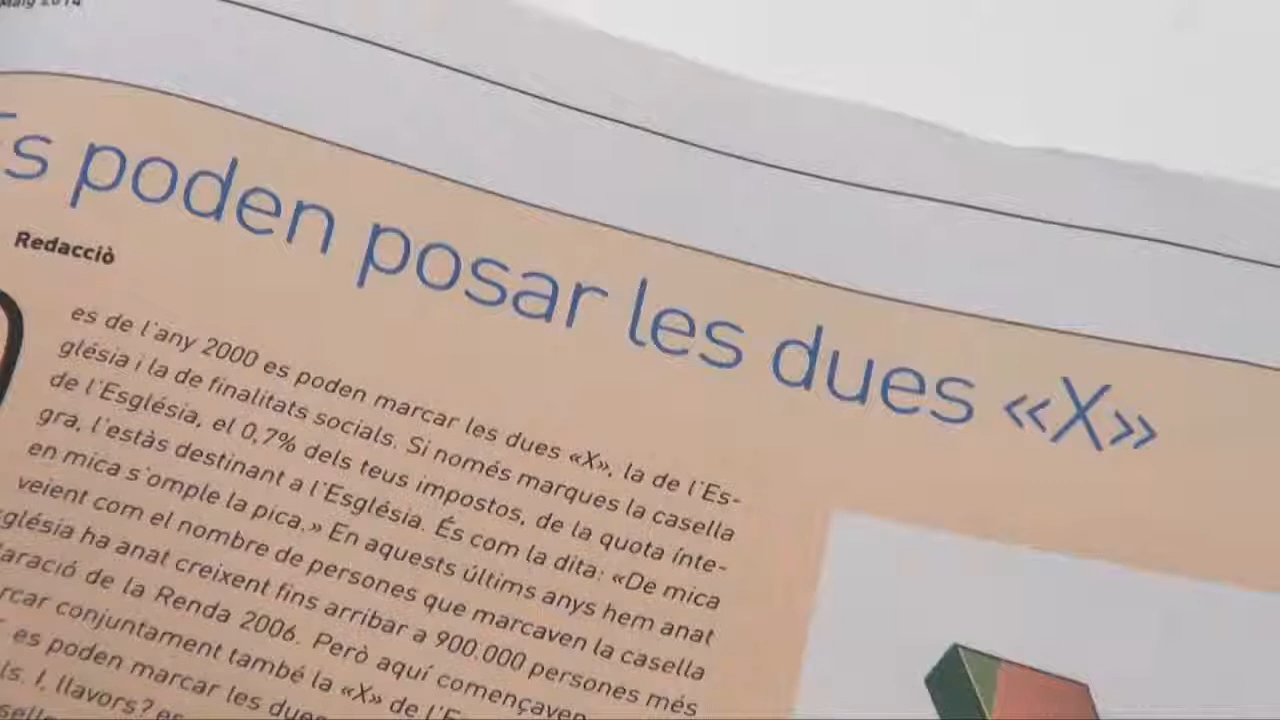 Maig 2014
Es poden posar les dues «X»
Redacció
es de l'any 2000 es poden marcar les dues «X», la de l'Es-
glésia i la de finalitats socials. Si només marques la casella
de l'Església, el 0,7% dels teus impostos, de la quota ínte-
gra, l'estàs destinant a l'Església. És com la dita: «De mica
en mica s'omple la pica.» En aquests últims anys hem anat
veient com el nombre de persones que marcaven la casella
glésia ha anat creixent fins arribar a 900.000 persones més
aració de la Renda 2006. Però aquí començaven
rcar conjuntament també la «X» de l'E
es poden marcar les dues
ls. I, llavors?